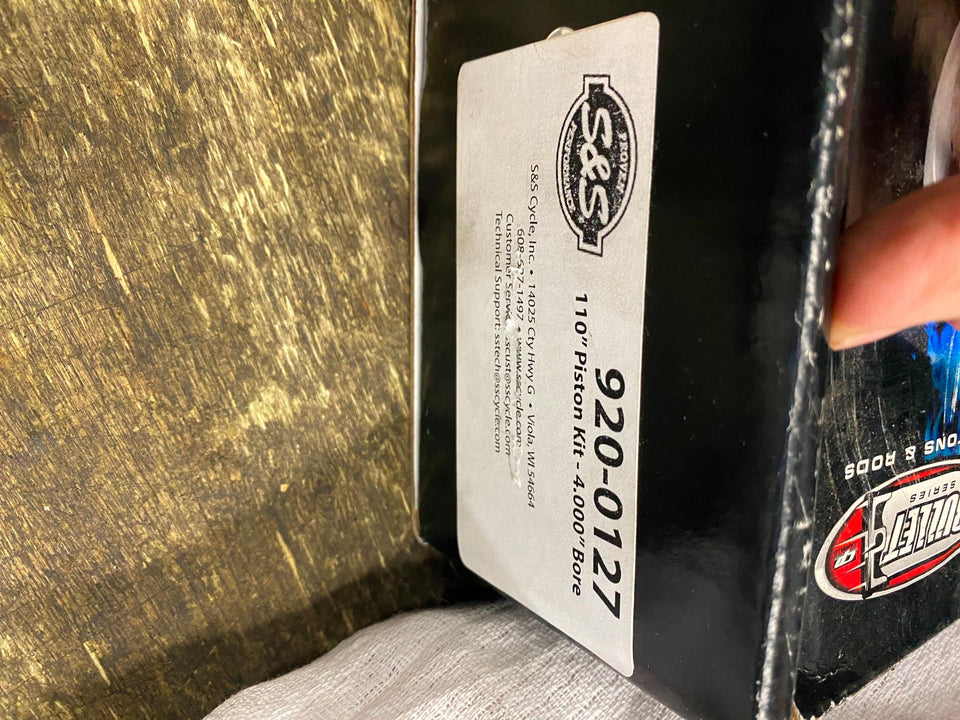 PROVEN
S&S
PERFORMANCE
920-0127
110" Piston Kit - 4.000" Bore
S&S Cycle, Inc. • 14025 Cty Hwy G • Viola, WI 54664
608-627-1497 • www.sscycle.com
Customer Service: sscust@sscycle.com
Technical Support: sstech@sscycle.com
TONS & RODS
BULLET
SERIES